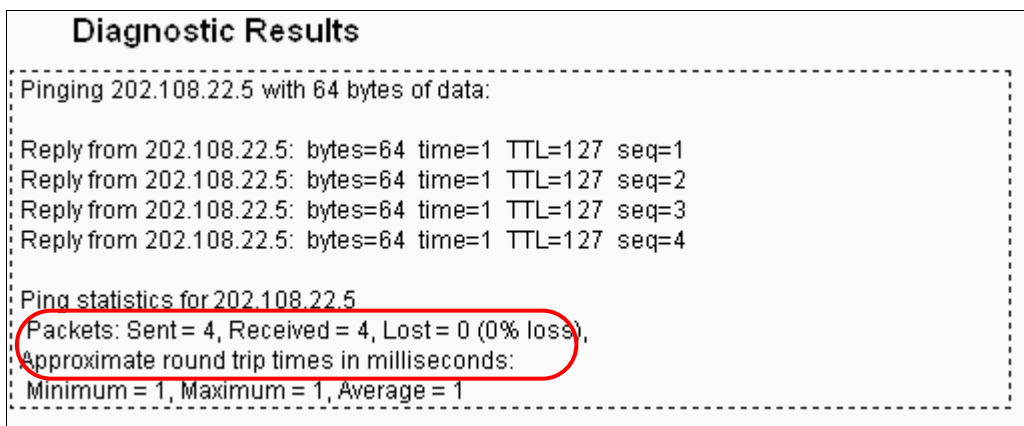 Diagnostic Results
Pinging 202.108.22.5 with 64 bytes of data:
Reply from 202.108.22.5: bytes=64 time=1 TTL=127 seq=1
Reply from 202.108.22.5: bytes=64 time=1 TTL=127 seq=2
Reply from 202.108.22.5: bytes=64 time=1 TTL=127 seq=3
Reply from 202.108.22.5: bytes=64 time=1 TTL=127 seq=4
Ping statistics for 202.108.22.5
Packets: Sent = 4, Received = 4, Lost = 0 (0% loss),
Approximate round trip times in milliseconds:
Minimum = 1, Maximum = 1, Average = 1